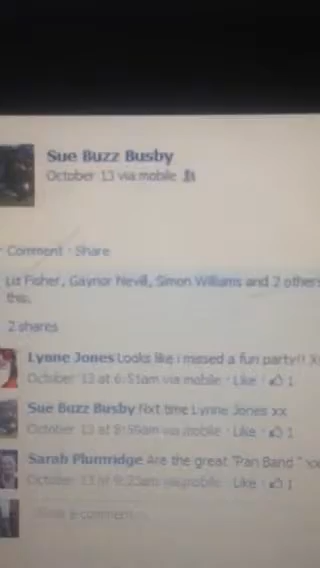 Sue Buzz Busby
October 13 via mobile
Comment · Share
Liz Fisher, Gaynor Nevill, Simon Williams and 2 others
this.
2 shares
Lynne Jones Looks like i missed a fun party!! X
October 13 at 6:51am via mobile · Like · 1
Sue Buzz Busby Nxt time Lynne Jones xx
October 13 at 8:59am via mobile · Like · 1
Sarah Plumridge Are the great "Pan Band" xx
October 13 at 9:23am via mobile · Like · 1
a comment...